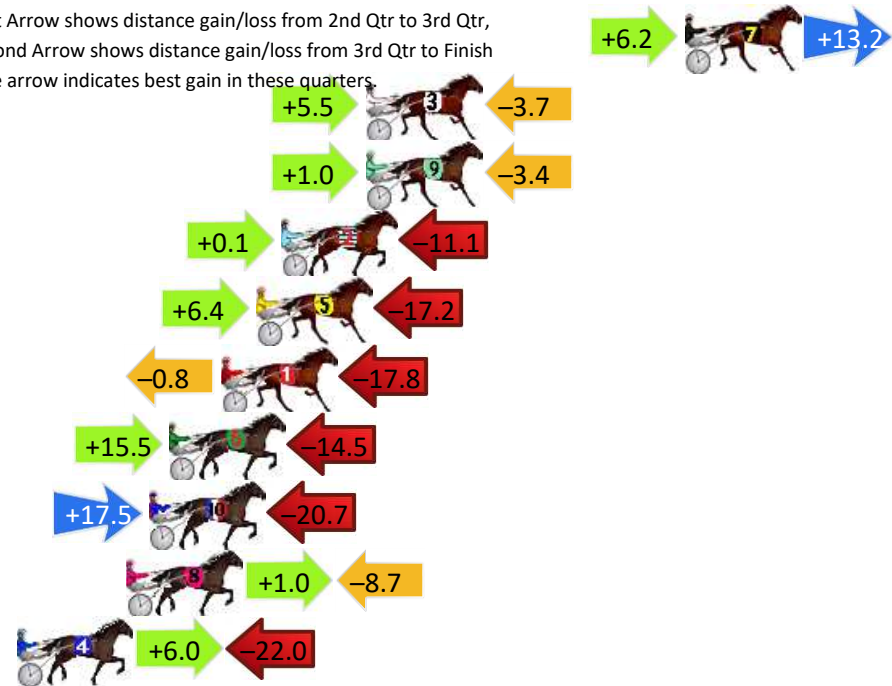 t Arrow shows distance gain/loss from 2nd Qtr to 3rd Qtr,
ond Arrow shows distance gain/loss from 3rd Qtr to Finish
e arrow indicates best gain in these quarters.
+6.2 7 +13.2
+5.5 3 –3.7
+1.0 9 –3.4
+0.1 –11.1
+6.4 5 –17.2
–0.8 1 –17.8
+15.5 6 –14.5
+17.5 10 –20.7
8 +1.0 –8.7
4 +6.0 –22.0